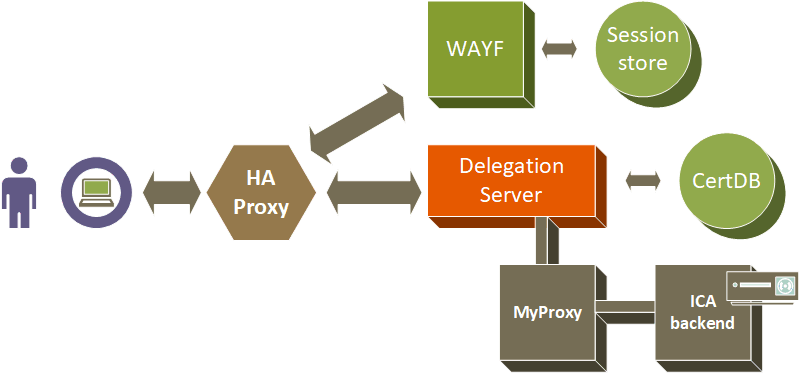 WAYF
Session
store
HA
Proxy
Delegation
Server
CertDB
MyProxy
ICA
backend